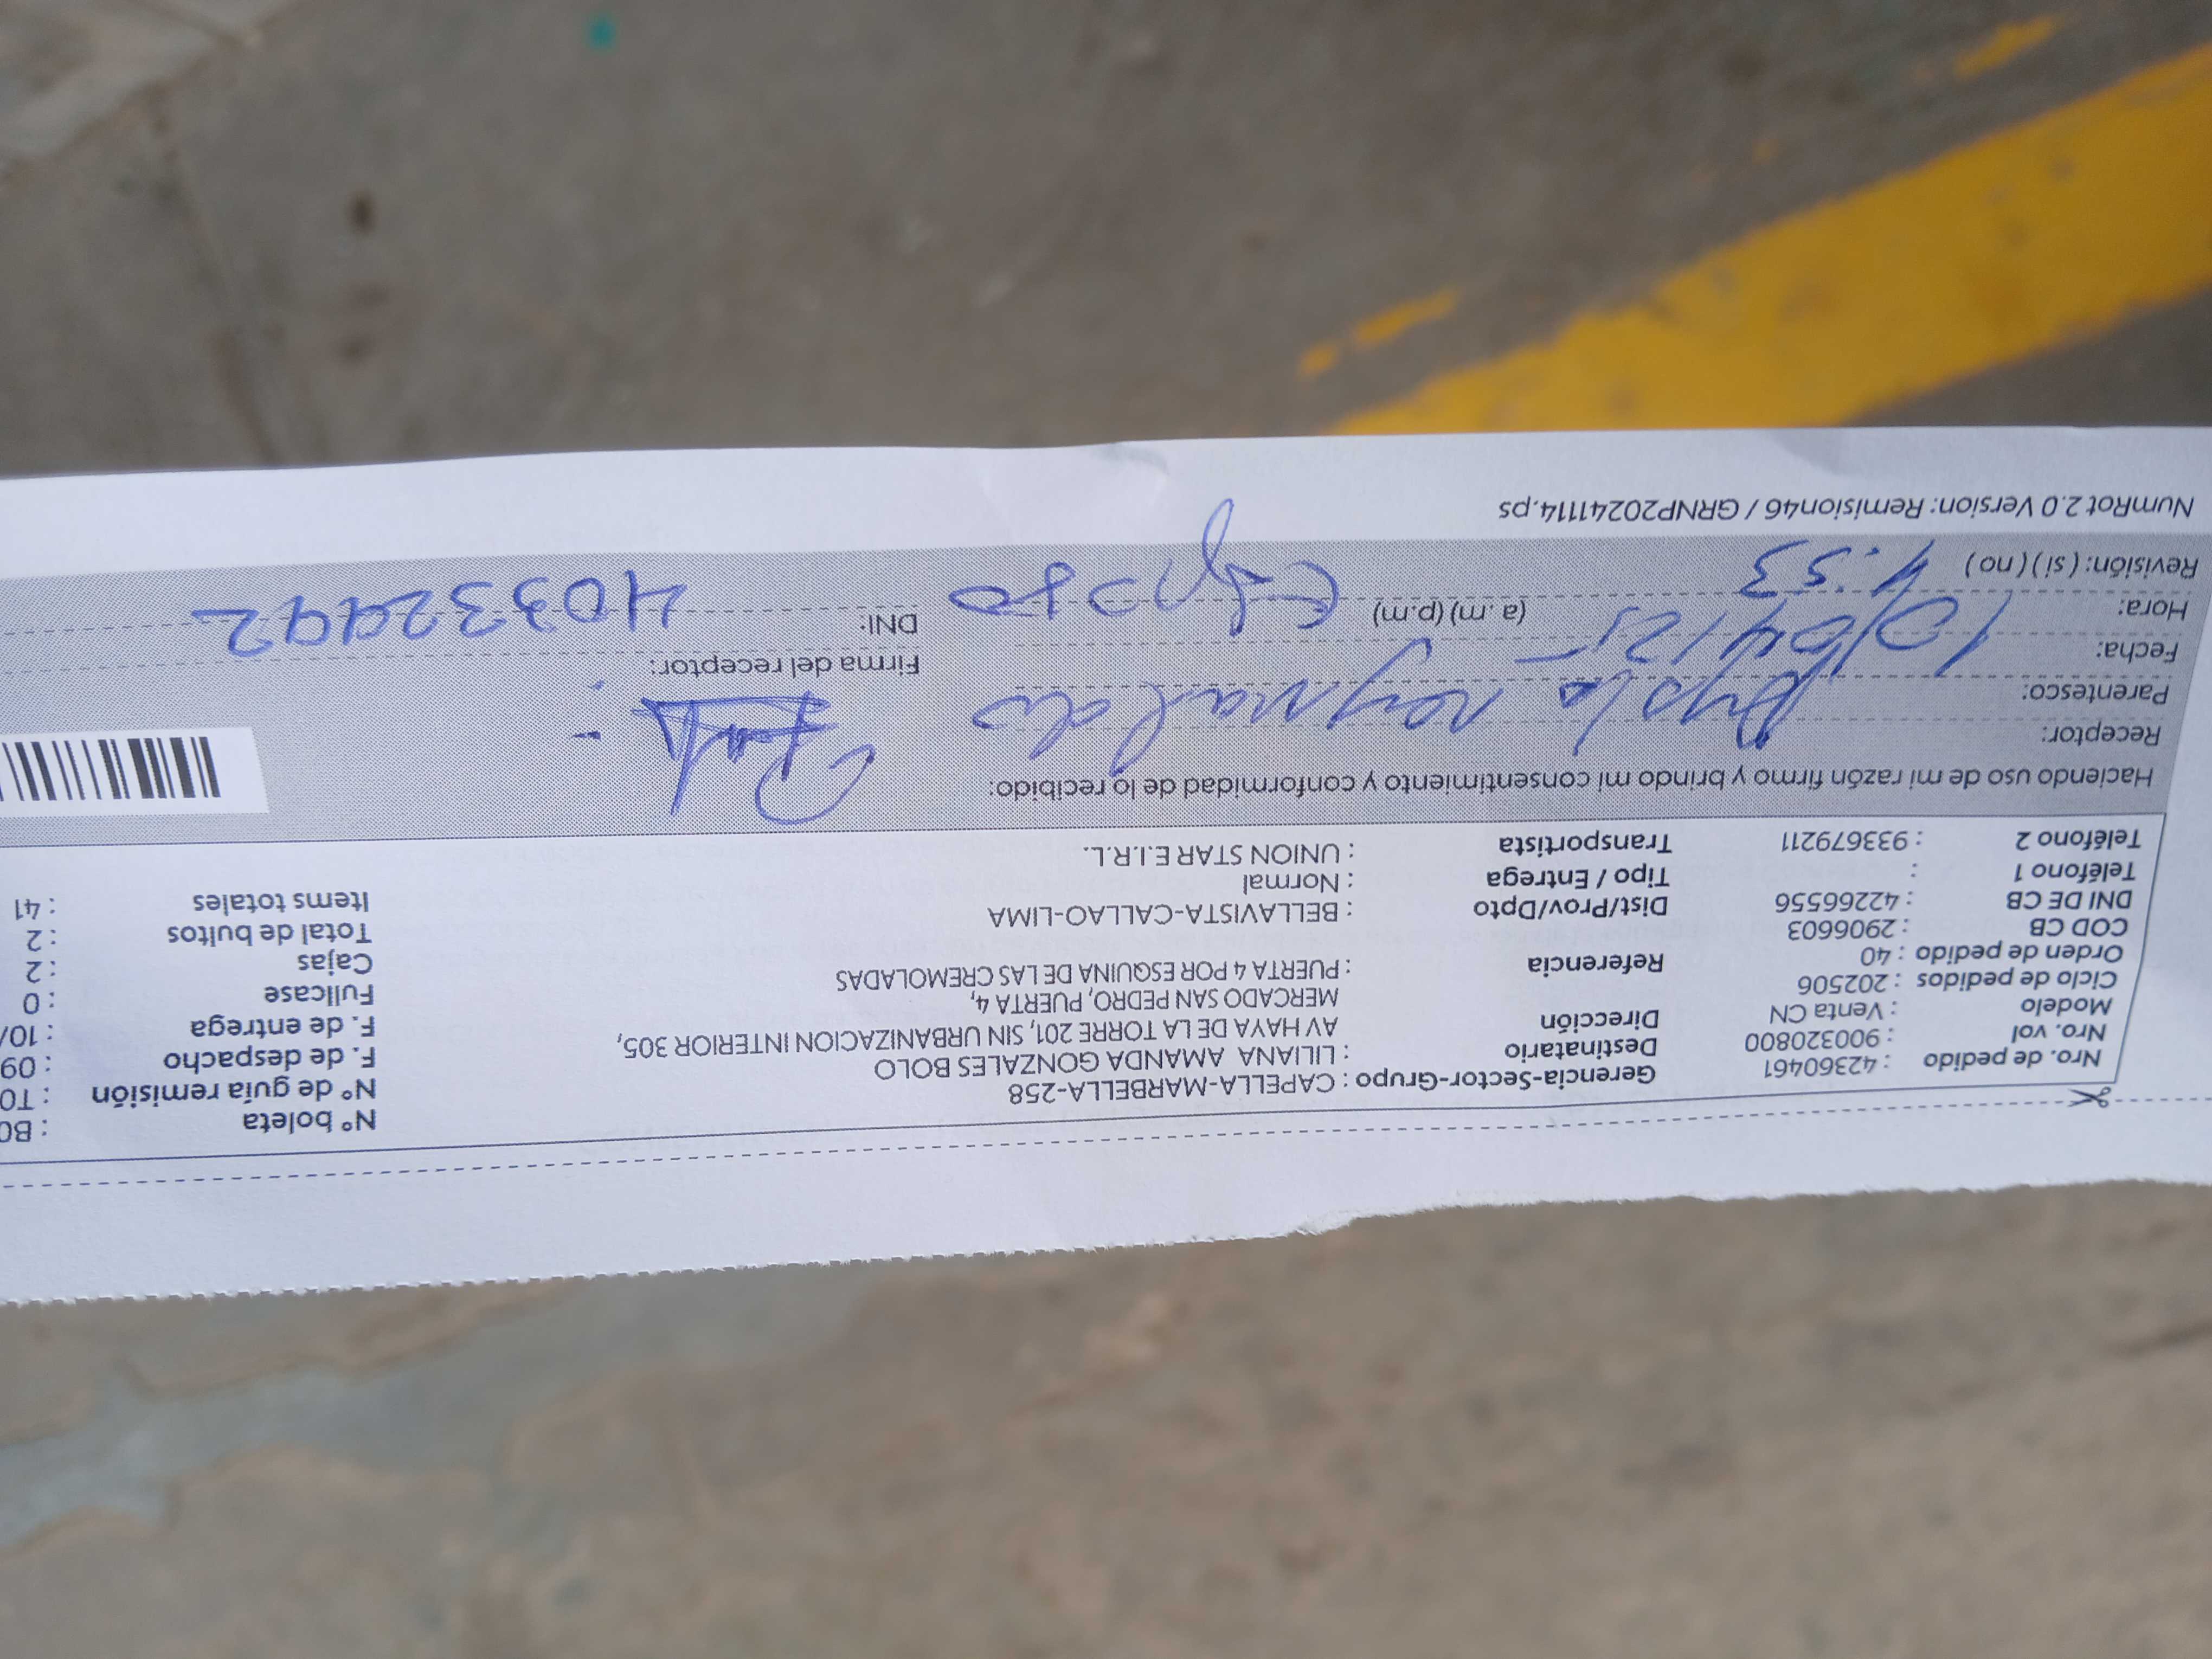 Nro. de pedido : 42360461
Nro. vol : 900320800
Modelo : Venta CN
Ciclo de pedidos : 202506
Orden de pedido : 40
COD CB : 2906603
DNI DE CB : 42266556
Teléfono 1 :
Teléfono 2 : 933679211
Gerencia-Sector-Grupo : CAPELLA-MARBELLA-258
Destinatario : LILIANA AMANDA GONZALES BOLO
Dirección AV HAYA DE LA TORRE 201, SIN URBANIZACION INTERIOR 305,
MERCADO SAN PEDRO, PUERTA 4,
Referencia : PUERTA 4 POR ESQUINA DE LAS CREMOLADAS
Dist/Prov/Dpto : BELLAVISTA-CALLAO-LIMA
Tipo / Entrega : Normal
Transportista : UNION STAR E.I.R.L.
N° boleta : B0
N° de guía remisión : T0
F. de despacho : 09
F. de entrega : 10/
Fullcase : 0
Cajas : 2
Total de bultos : 2
Items totales : 41
Haciendo uso de mi razón firmo y brindo mi consentimiento y conformidad de lo recibido:
Receptor:
Parentesco:
Fecha: 10/04/25
Hora: 4:53 (a. m) (p.m)
Revisión: ( si ) ( no )
Firma del receptor:
DNI: 40332992
NumRot 2.0 Version: Remision46 / GRNP20241114.ps